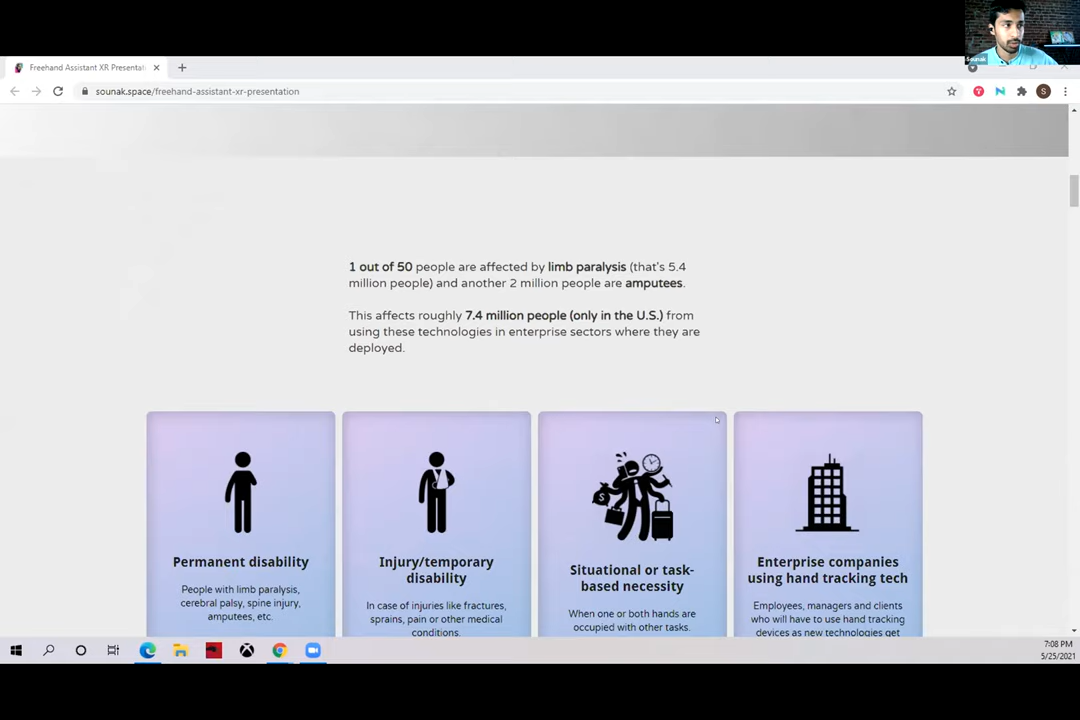 Sounak
Freehand Assistant XR Presenta
sounak.space/freehand-assistant-xr-presentation
S
1 out of 50 people are affected by limb paralysis (that's 5.4
million people) and another 2 million people are amputees.
This affects roughly 7.4 million people (only in the U.S.) from
using these technologies in enterprise sectors where they are
deployed.
Permanent disability
People with limb paralysis,
cerebral palsy, spine injury,
amputees, etc.
Injury/temporary
disability
In case of injuries like fractures,
sprains, pain or other medical
conditions.
$
Situational or task-
based necessity
When one or both hands are
occupied with other tasks.
Enterprise companies
using hand tracking tech
Employees, managers and clients
who will have to use hand tracking
devices as new technologies get
7:08 PM
5/25/2021